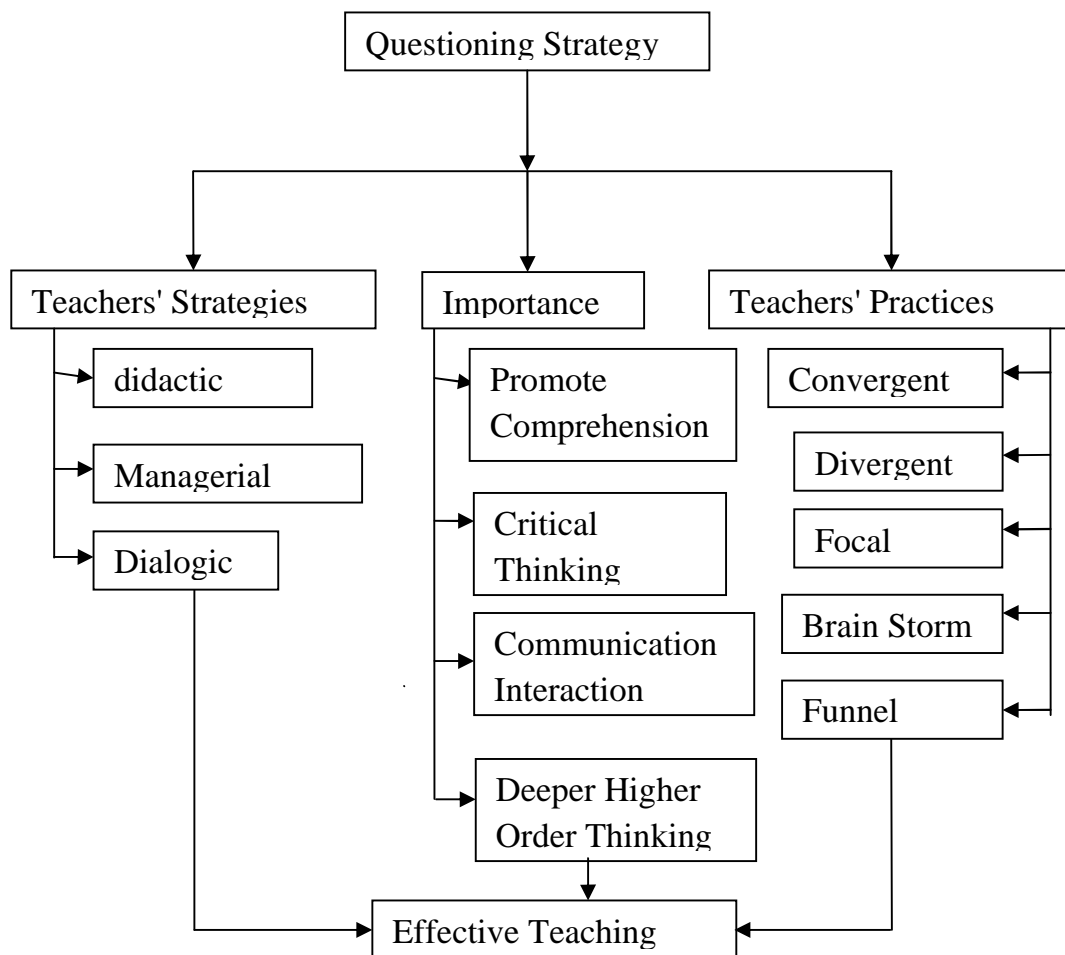 Questioning Strategy
Teachers' Strategies
Importance
Teachers' Practices
didactic
Managerial
Dialogic
Promote
Comprehension
Critical
Thinking
Communication
Interaction
Deeper Higher
Order Thinking
Convergent
Divergent
Focal
Brain Storm
Funnel
Effective Teaching